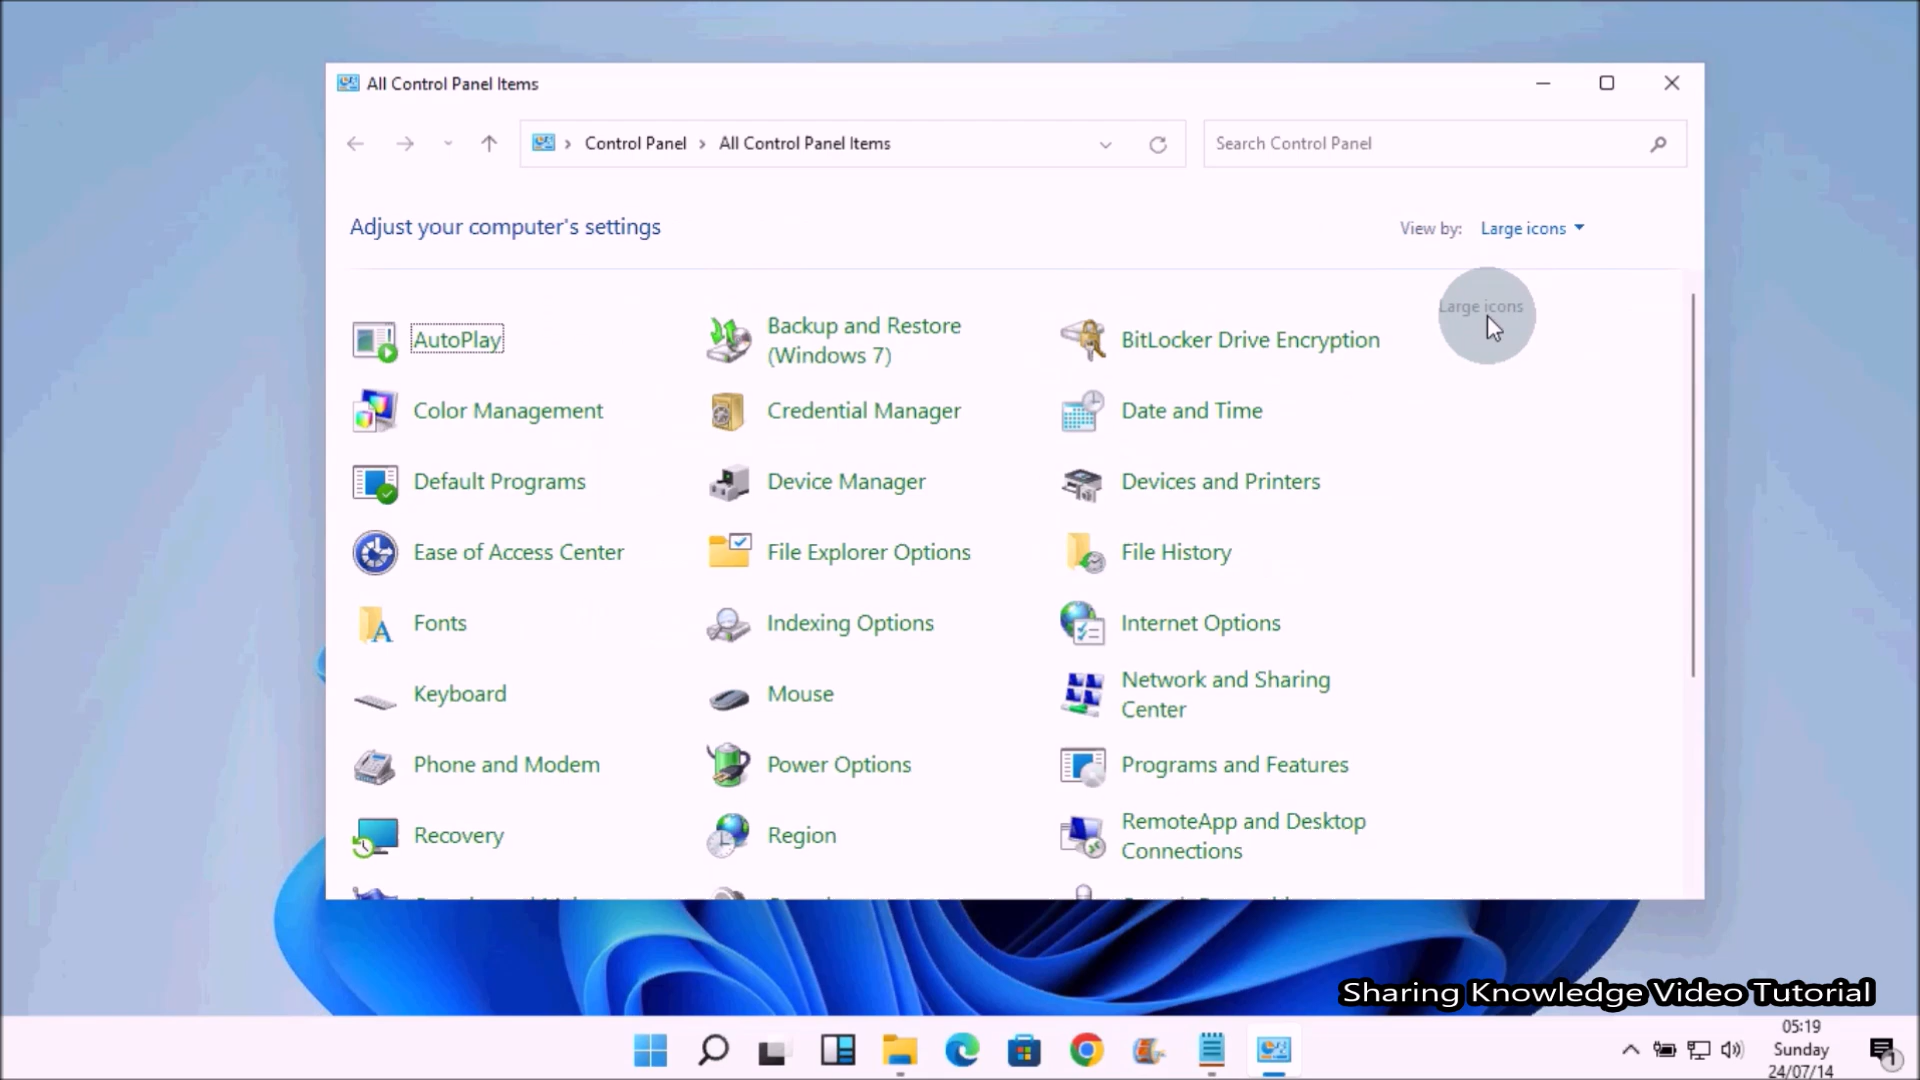 All Control Panel Items
Control Panel
All Control Panel Items
Search Control Panel
Adjust your computer's settings
View by:
Large icons
Large icons
AutoPlay
Backup and Restore
(Windows 7)
BitLocker Drive Encryption
Color Management
Credential Manager
Date and Time
Default Programs
Device Manager
Devices and Printers
Ease of Access Center
File Explorer Options
File History
Fonts
Indexing Options
Internet Options
Keyboard
Mouse
Network and Sharing
Center
Phone and Modem
Power Options
Programs and Features
Recovery
Region
RemoteApp and Desktop
Connections
Sharing Knowledge Video Tutorial
05:19
Sunday
24/07/14
1